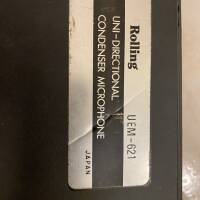 Rolling
UNI-DIRECTIONAL
CONDENSER MICROPHONE
UEM-621
JAPAN